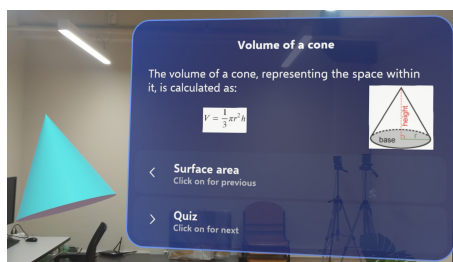 Volume of a cone
The volume of a cone, representing the space within
it, is calculated as:
V = 1/3 πr²h
height
base
h
r
Surface area
Click on for previous
Quiz
Click on for next